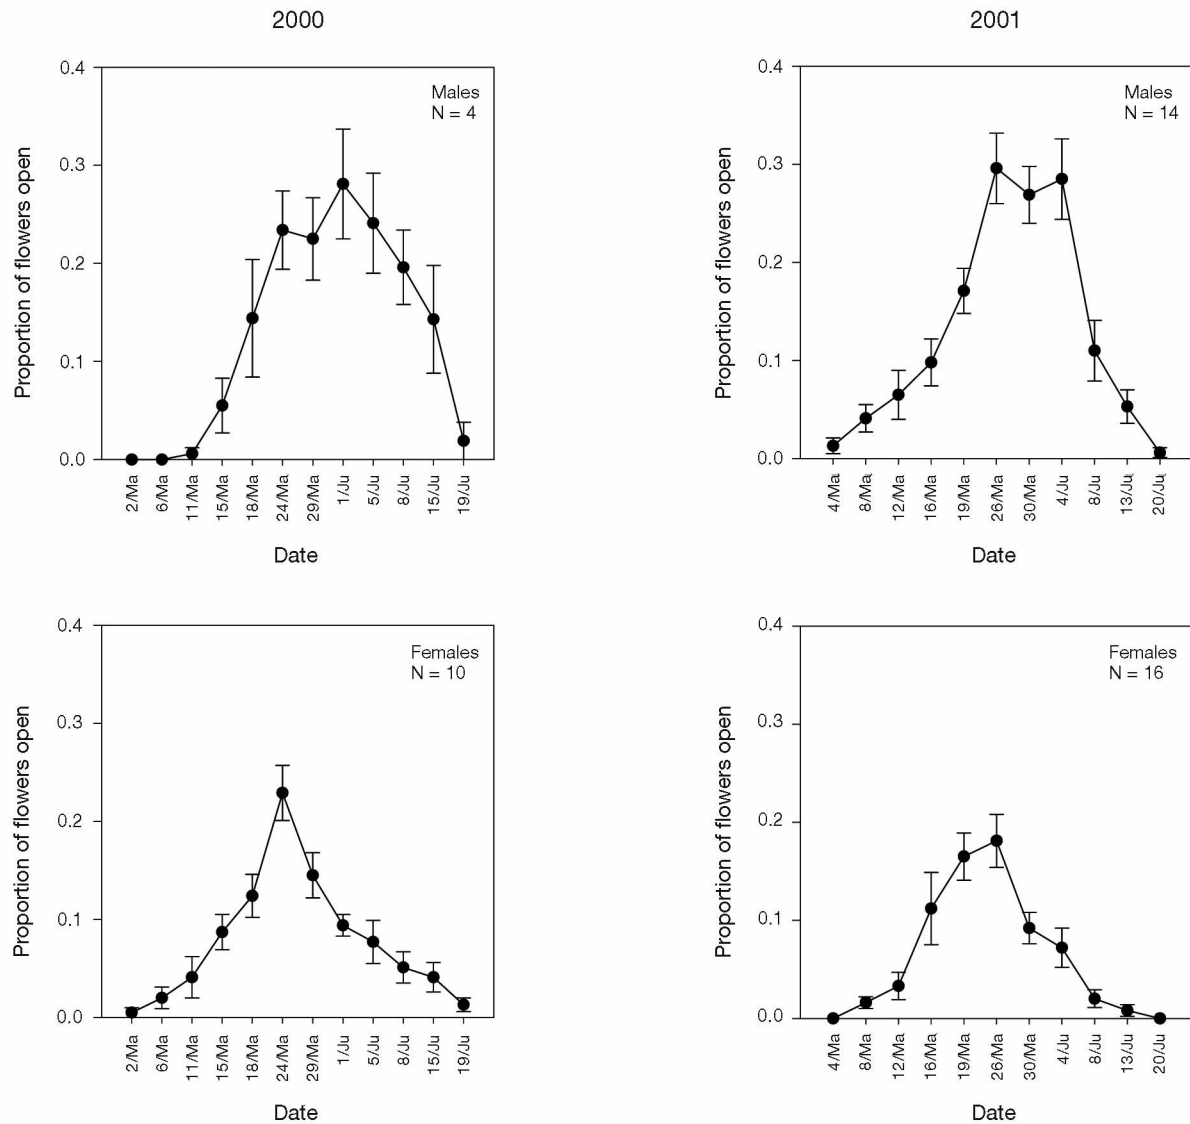 2000
2001
0.4
0.3
0.2
0.1
0.0
Proportion of flowers open
Males
N = 4
2/Ma
6/Ma
11/Ma
15/Ma
18/Ma
24/Ma
29/Ma
1/Ju
5/Ju
8/Ju
15/Ju
19/Ju
Date
0.4
0.3
0.2
0.1
0.0
Proportion of flowers open
Males
N = 14
4/Ma
8/Ma
12/Ma
16/Ma
19/Ma
26/Ma
30/Ma
4/Ju
8/Ju
13/Ju
20/Ju
Date
0.4
0.3
0.2
0.1
0.0
Proportion of flowers open
Females
N = 10
2/Ma
6/Ma
11/Ma
15/Ma
18/Ma
24/Ma
29/Ma
1/Ju
5/Ju
8/Ju
15/Ju
19/Ju
Date
0.4
0.3
0.2
0.1
0.0
Proportion of flowers open
Females
N = 16
4/Ma
8/Ma
12/Ma
16/Ma
19/Ma
26/Ma
30/Ma
4/Ju
8/Ju
13/Ju
20/Ju
Date